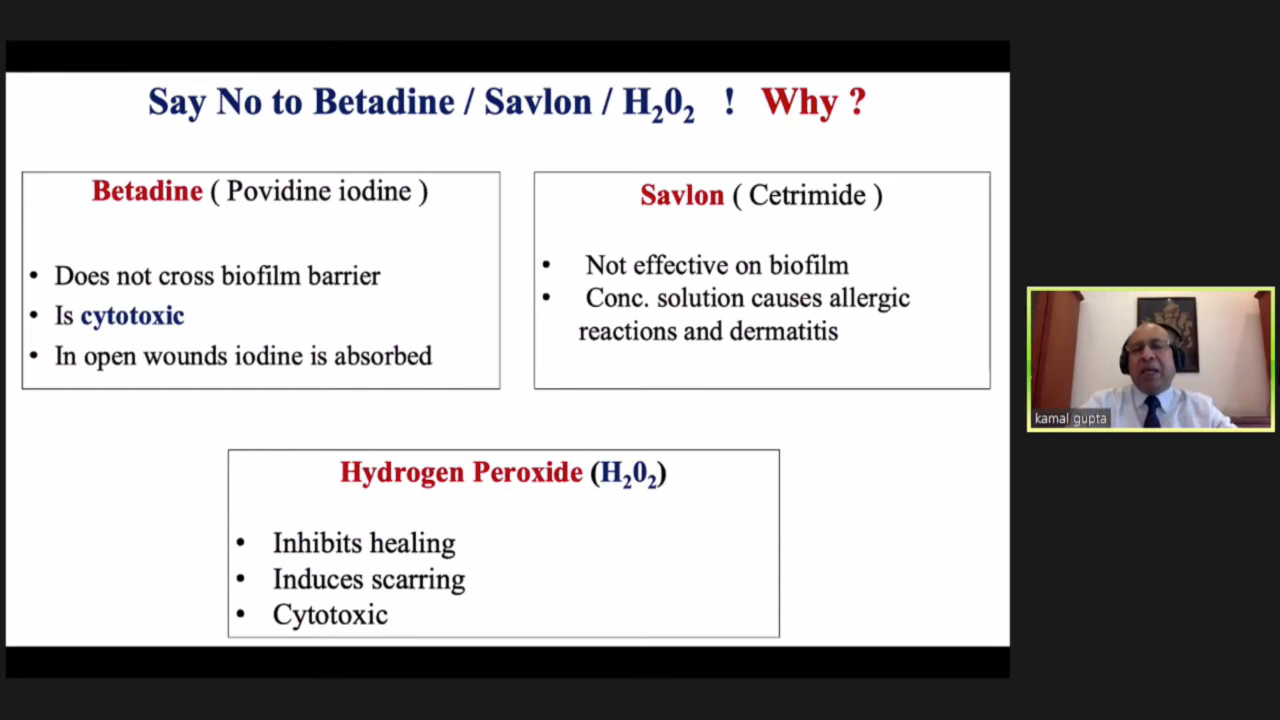 Say No to Betadine / Savlon / H₂0₂ ! Why ?
Betadine ( Povidine iodine )
• Does not cross biofilm barrier
• Is cytotoxic
• In open wounds iodine is absorbed
Savlon ( Cetrimide )
• Not effective on biofilm
• Conc. solution causes allergic
reactions and dermatitis
Hydrogen Peroxide (H₂0₂)
• Inhibits healing
• Induces scarring
• Cytotoxic
kamal gupta